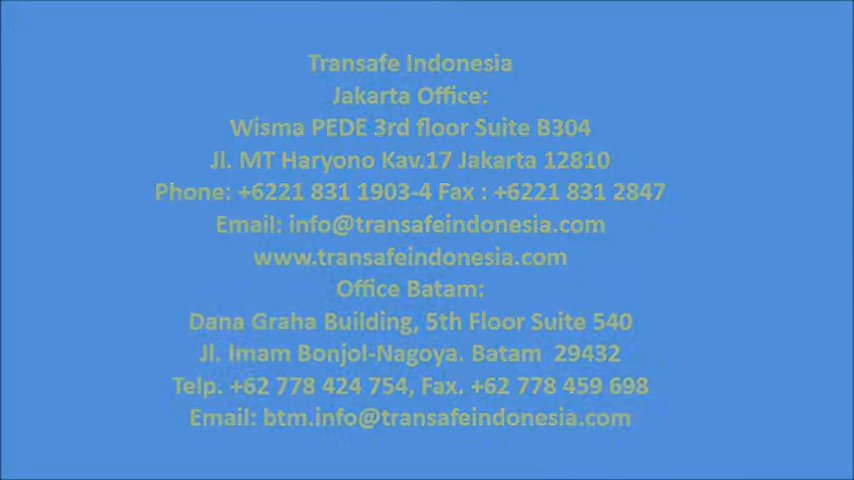 Transafe Indonesia
Jakarta Office:
Wisma PEDE 3rd floor Suite B304
Jl. MT Haryono Kav.17 Jakarta 12810
Phone: +6221 831 1903-4 Fax : +6221 831 2847
Email: info@transafeindonesia.com
www.transafeindonesia.com
Office Batam:
Dana Graha Building, 5th Floor Suite 540
Jl. Imam Bonjol-Nagoya. Batam  29432
Telp. +62 778 424 754, Fax. +62 778 459 698
Email: btm.info@transafeindonesia.com